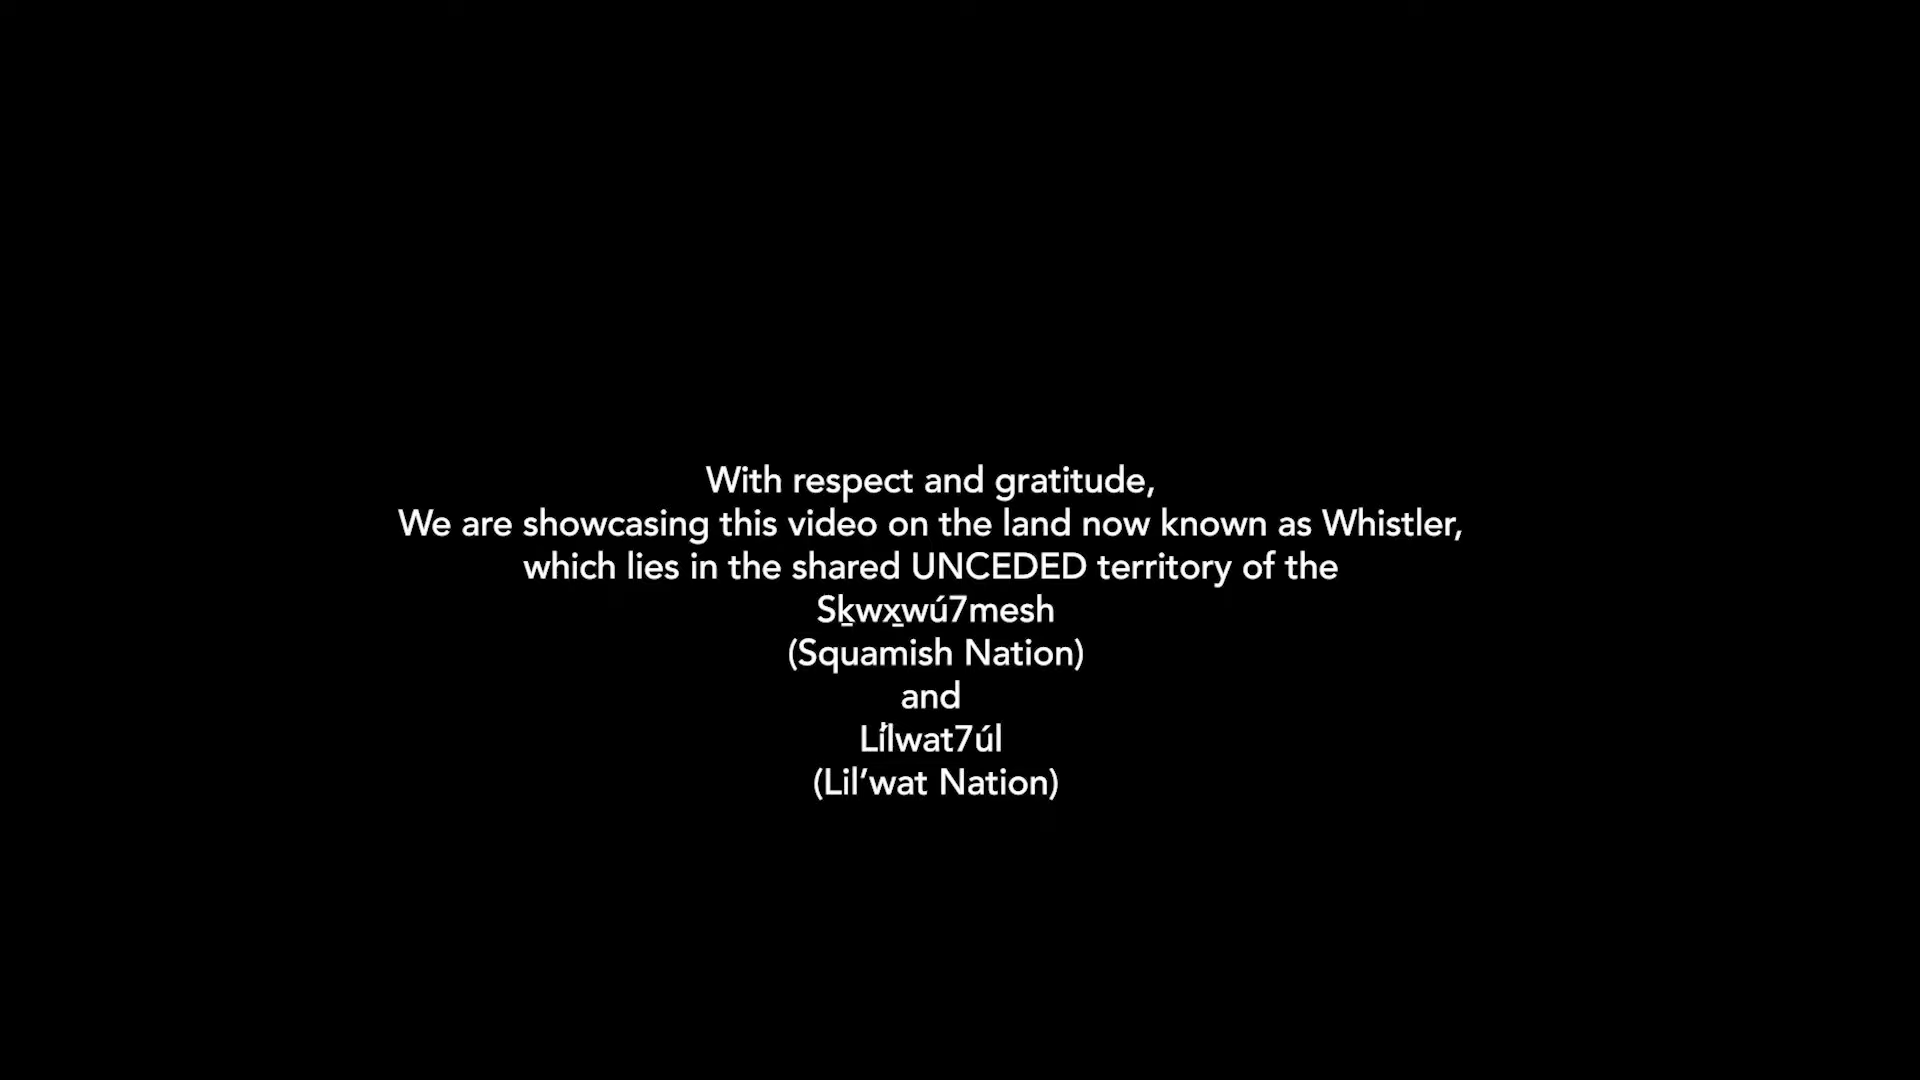 With respect and gratitude,
We are showcasing this video on the land now known as Whistler,
which lies in the shared UNCEDED territory of the
Sḵwx̱wú7mesh
(Squamish Nation)
and
Lil̓wat7úl
(Lil’wat Nation)